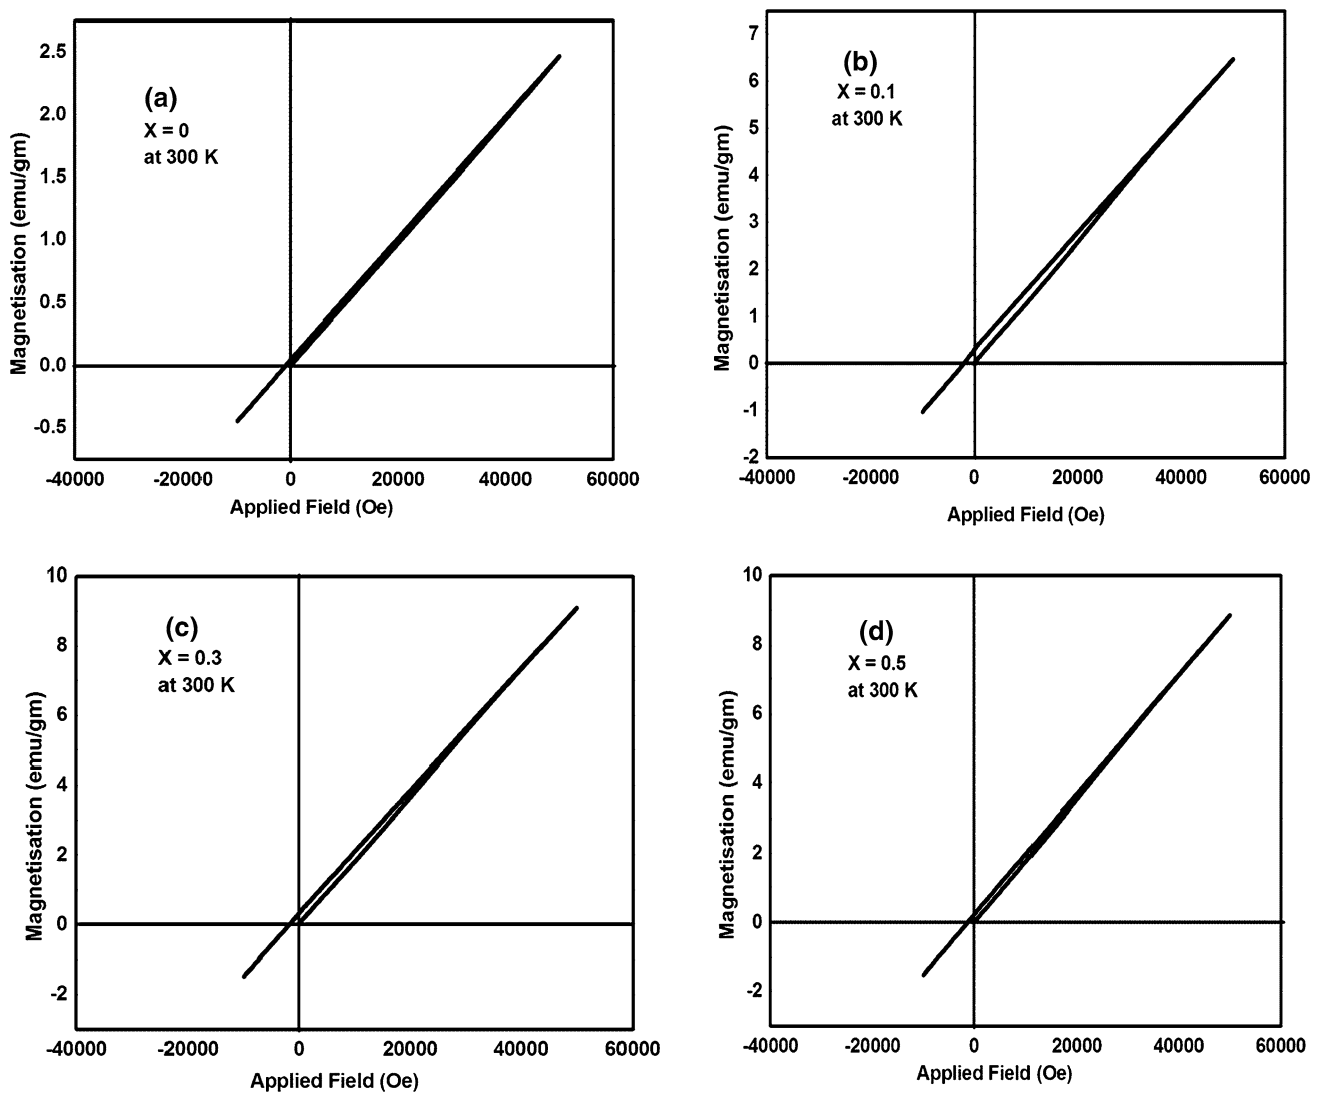 2.5
2.0
1.5
1.0
0.5
0.0
-0.5
Magnetisation (emu/gm)
(a)
X = 0
at 300 K
-40000 -20000 0 20000 40000 60000
Applied Field (Oe)
7
6
5
4
3
2
1
0
-1
-2
Magnetisation (emu/gm)
(b)
X = 0.1
at 300 K
-40000 -20000 0 20000 40000 60000
Applied Field (Oe)
10
8
6
4
2
0
-2
Magnetisation (emu/gm)
(c)
X = 0.3
at 300 K
-40000 -20000 0 20000 40000 60000
Applied Field (Oe)
10
8
6
4
2
0
-2
Magnetisation (emu/gm)
(d)
X = 0.5
at 300 K
-40000 -20000 0 20000 40000 60000
Applied Field (Oe)